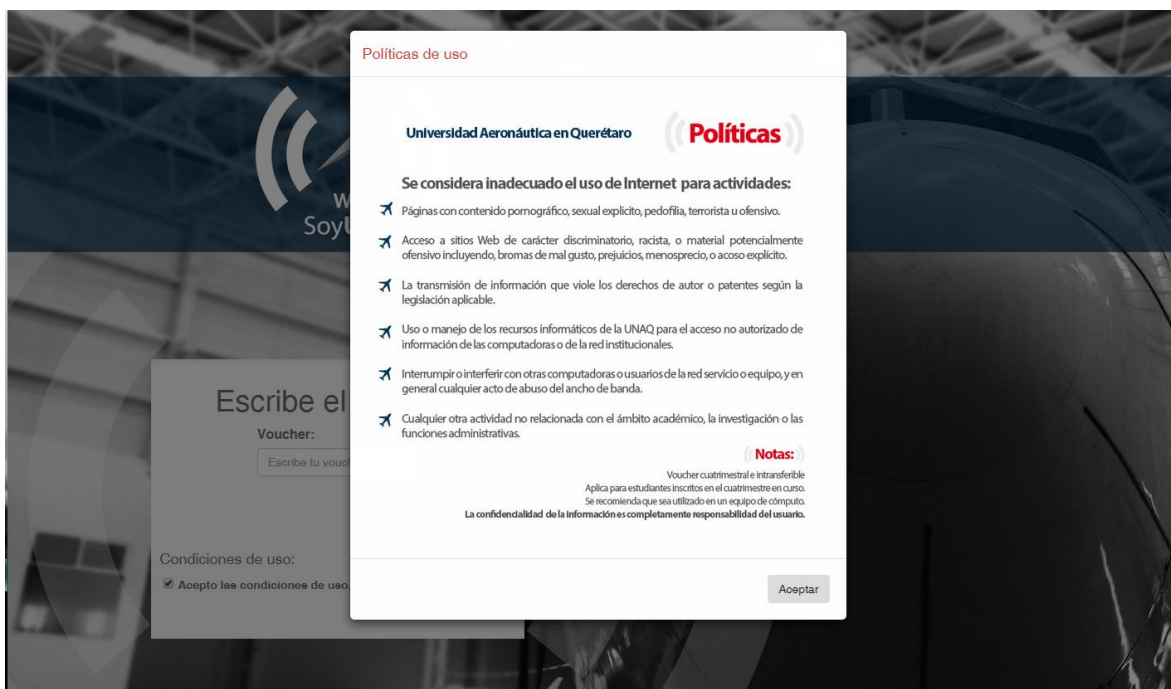 Políticas de uso
Universidad Aeronáutica en Querétaro
Políticas
Se considera inadecuado el uso de Internet para actividades:
Páginas con contenido pornográfico, sexual explicito, pedofilia, terrorista u ofensivo.
Acceso a sitios Web de carácter discriminatorio, racista, o material potencialmente
ofensivo incluyendo, bromas de mal gusto, prejuicios, menosprecio, o acoso explícito.
La transmisión de información que viole los derechos de autor o patentes según la
legislación aplicable.
Uso o manejo de los recursos informáticos de la UNAQ para el acceso no autorizado de
información de las computadoras o de la red institucionales.
Interrumpir o interferir con otras computadoras o usuarios de la red servicio o equipo, y en
general cualquier acto de abuso del ancho de banda.
Cualquier otra actividad no relacionada con el ámbito académico, la investigación o las
funciones administrativas.
Notas:
Voucher cuatrimestral e intransferible
Aplica para estudiantes inscritos en el cuatrimestre en curso.
Se recomienda que sea utilizado en un equipo de cómputo.
La confidencialidad de la información es completamente responsabilidad del usuario.
Aceptar
Soy
Escribe el
Voucher:
Escribe tu
Condiciones de uso:
Acepto las condiciones de uso.